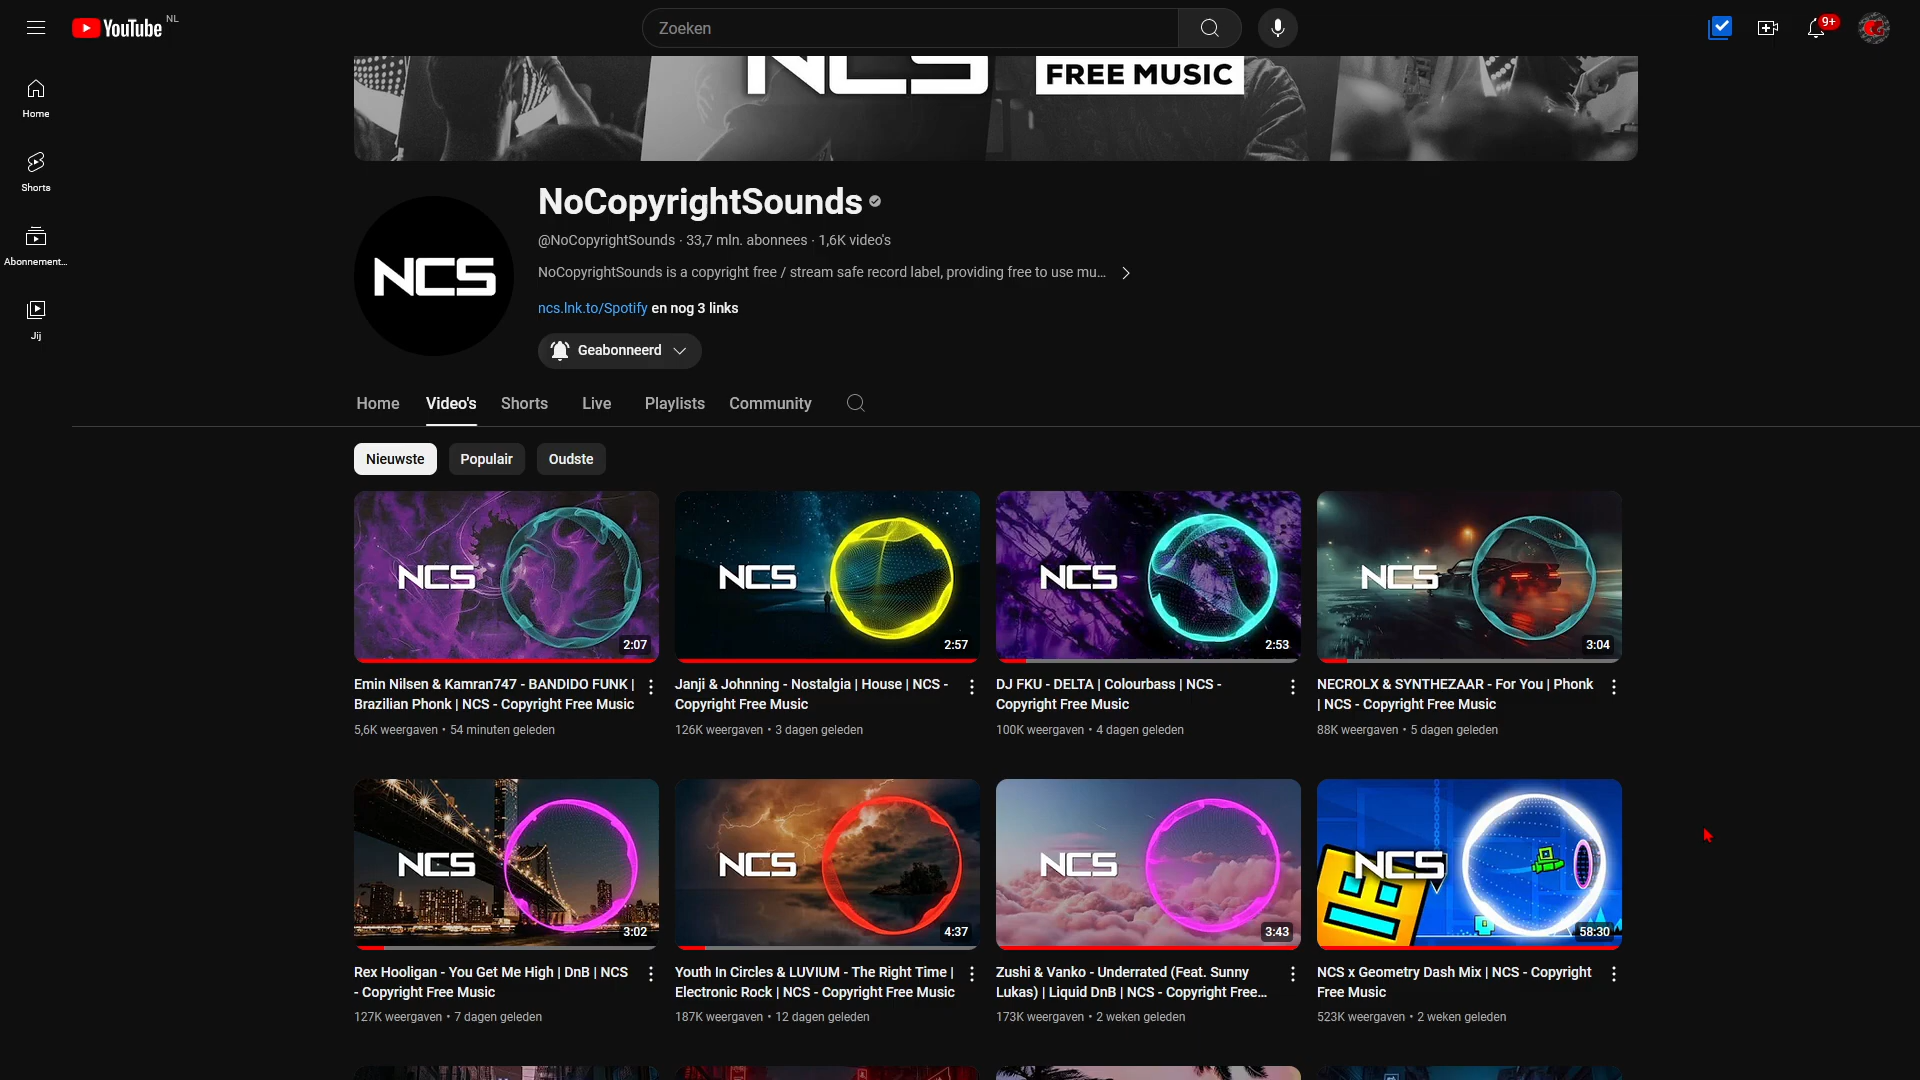 YouTube NL
Zoeken
9+
Home
Shorts
Abonnement...
Jij
NCS
FREE MUSIC
NCS
NoCopyrightSounds
@NoCopyrightSounds · 33,7 mln. abonnees · 1,6K video's
NoCopyrightSounds is a copyright free / stream safe record label, providing free to use mu...
ncs.lnk.to/Spotify en nog 3 links
Geabonneerd
Home Video's Shorts Live Playlists Community
Nieuwste Populair Oudste
NCS
2:07
NCS
2:57
NCS
2:53
NCS
3:04
Emin Nilsen & Kamran747 - BANDIDO FUNK |
Brazilian Phonk | NCS - Copyright Free Music
5,6K weergaven • 54 minuten geleden
Janji & Johnning - Nostalgia | House | NCS -
Copyright Free Music
126K weergaven • 3 dagen geleden
DJ FKU - DELTA | Colourbass | NCS -
Copyright Free Music
100K weergaven • 4 dagen geleden
NECROLX & SYNTHEZAAR - For You | Phonk
| NCS - Copyright Free Music
88K weergaven • 5 dagen geleden
NCS
3:02
NCS
4:37
NCS
3:43
NCS
58:30
Rex Hooligan - You Get Me High | DnB | NCS
- Copyright Free Music
127K weergaven • 7 dagen geleden
Youth In Circles & LUVIUM - The Right Time |
Electronic Rock | NCS - Copyright Free Music
187K weergaven • 12 dagen geleden
Zushi & Vanko - Underrated (Feat. Sunny
Lukas) | Liquid DnB | NCS - Copyright Free...
173K weergaven • 2 weken geleden
NCS x Geometry Dash Mix | NCS - Copyright
Free Music
523K weergaven • 2 weken geleden